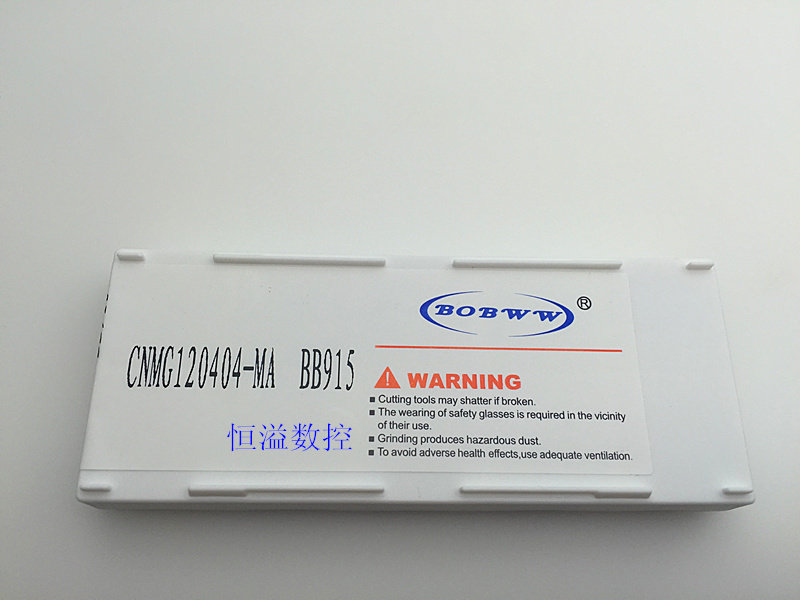 BOBWW®
CNMG120404-MA BB915
WARNING
■ Cutting tools may shatter if broken.
■ The wearing of safety glasses is required in the vicinity
of their use.
■ Grinding produces hazardous dust.
■ To avoid adverse health effects,use adequate ventilation.
恒溢数控